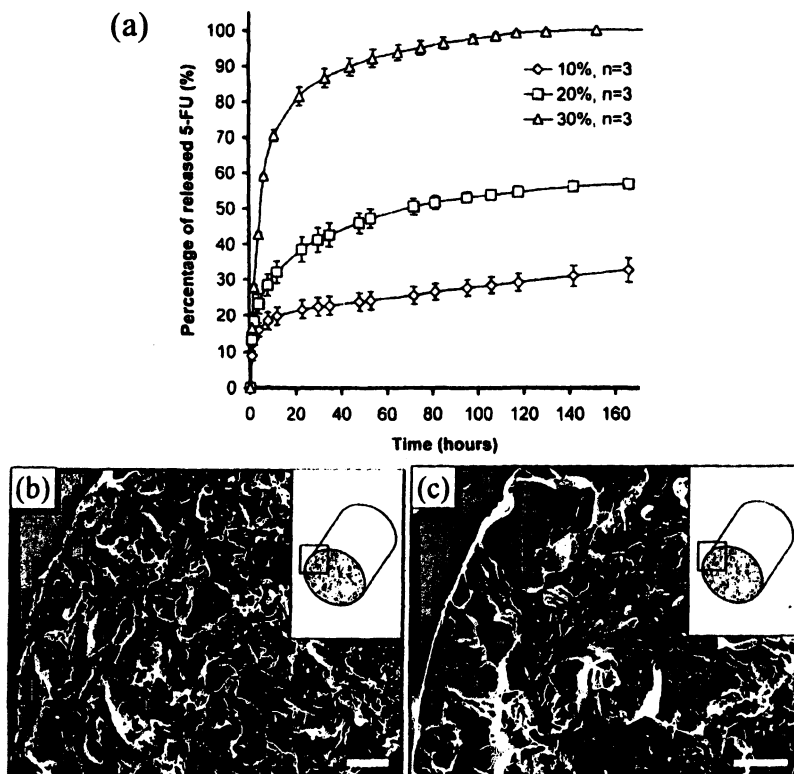 (a)
Percentage of released 5-FU (%)
100
90
80
70
60
50
40
30
20
10
0
10%, n=3
20%, n=3
30%, n=3
0 20 40 60 80 100 120 140 160
Time (hours)
(b)
(c)